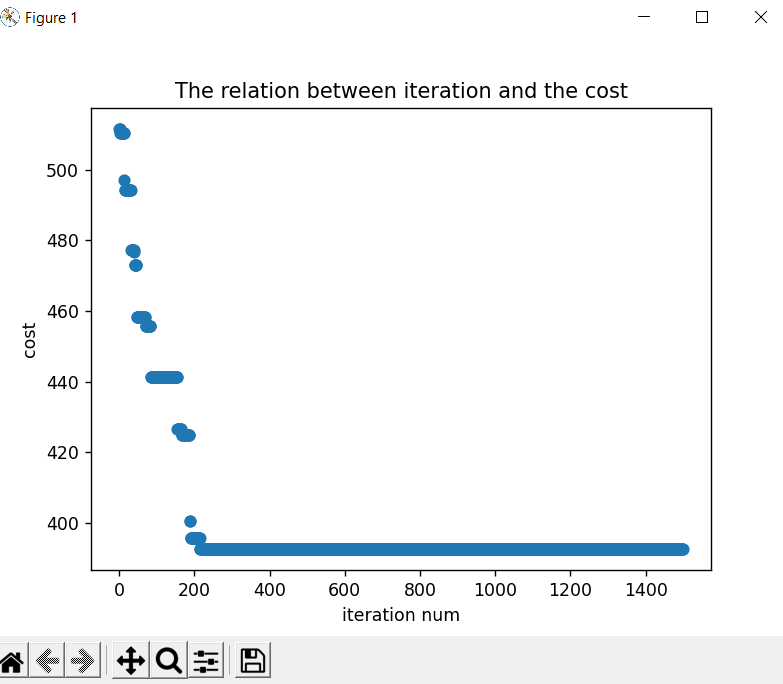 Figure 1
The relation between iteration and the cost
500
480
460
440
420
400
cost
0 200 400 600 800 1000 1200 1400
iteration num